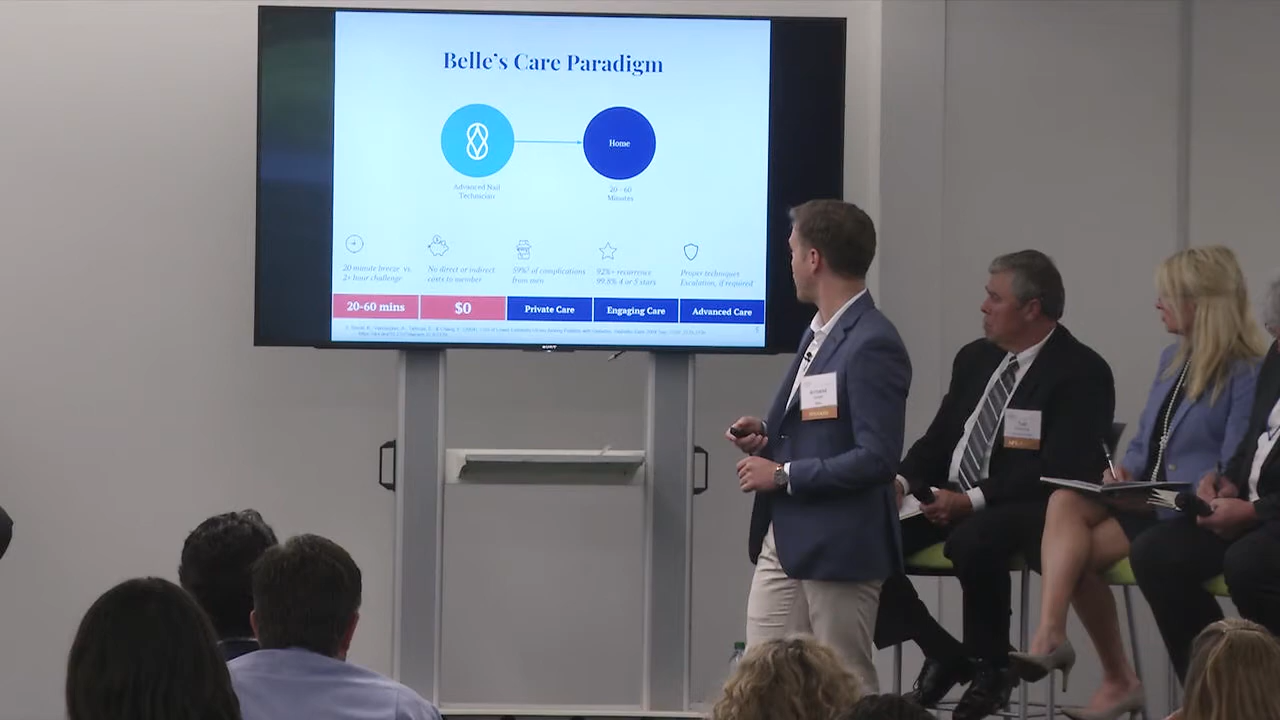 Belle's Care Paradigm
Home
Advanced Nail
Technician
20 - 60
Minutes
20 minute breeze vs.
2+ hour challenge
No direct or indirect
costs to member
59%² of complications
from men
92%+ recurrence
99.8% 4 or 5 stars
Proper techniques
Escalation, if required
20-60 mins
$0
Private Care
Engaging Care
Advanced Care
SONY